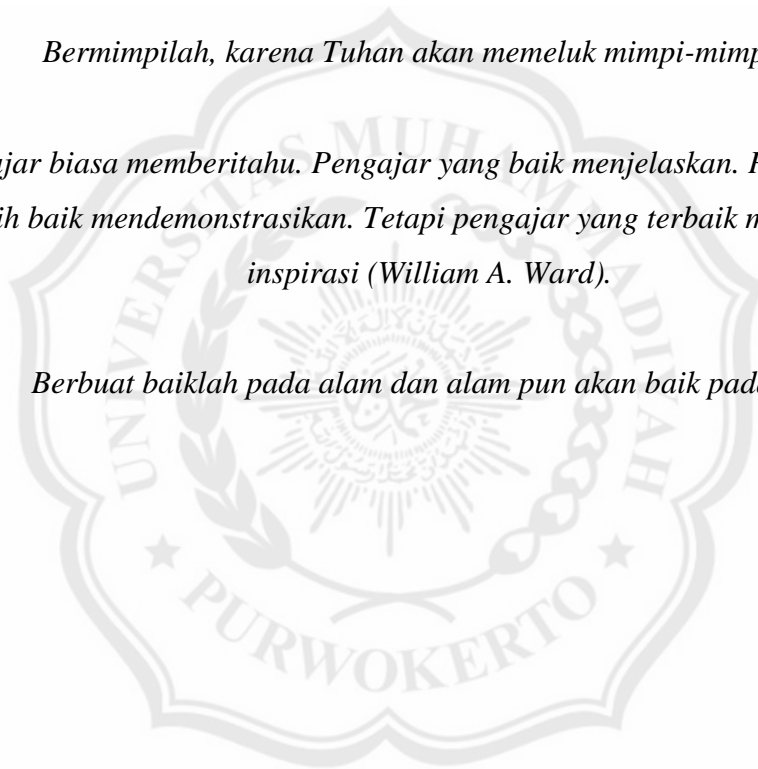 Bermimpilah, karena Tuhan akan memeluk mimpi-mimp
jar biasa memberitahu. Pengajar yang baik menjelaskan.
ih baik mendemonstrasikan. Tetapi pengajar yang terbaik m
inspirasi (William A. Ward).
Berbuat baiklah pada alam dan alam pun akan baik pad
UNIVERSITAS MUHAMMADIYAH
PURWOKERTO